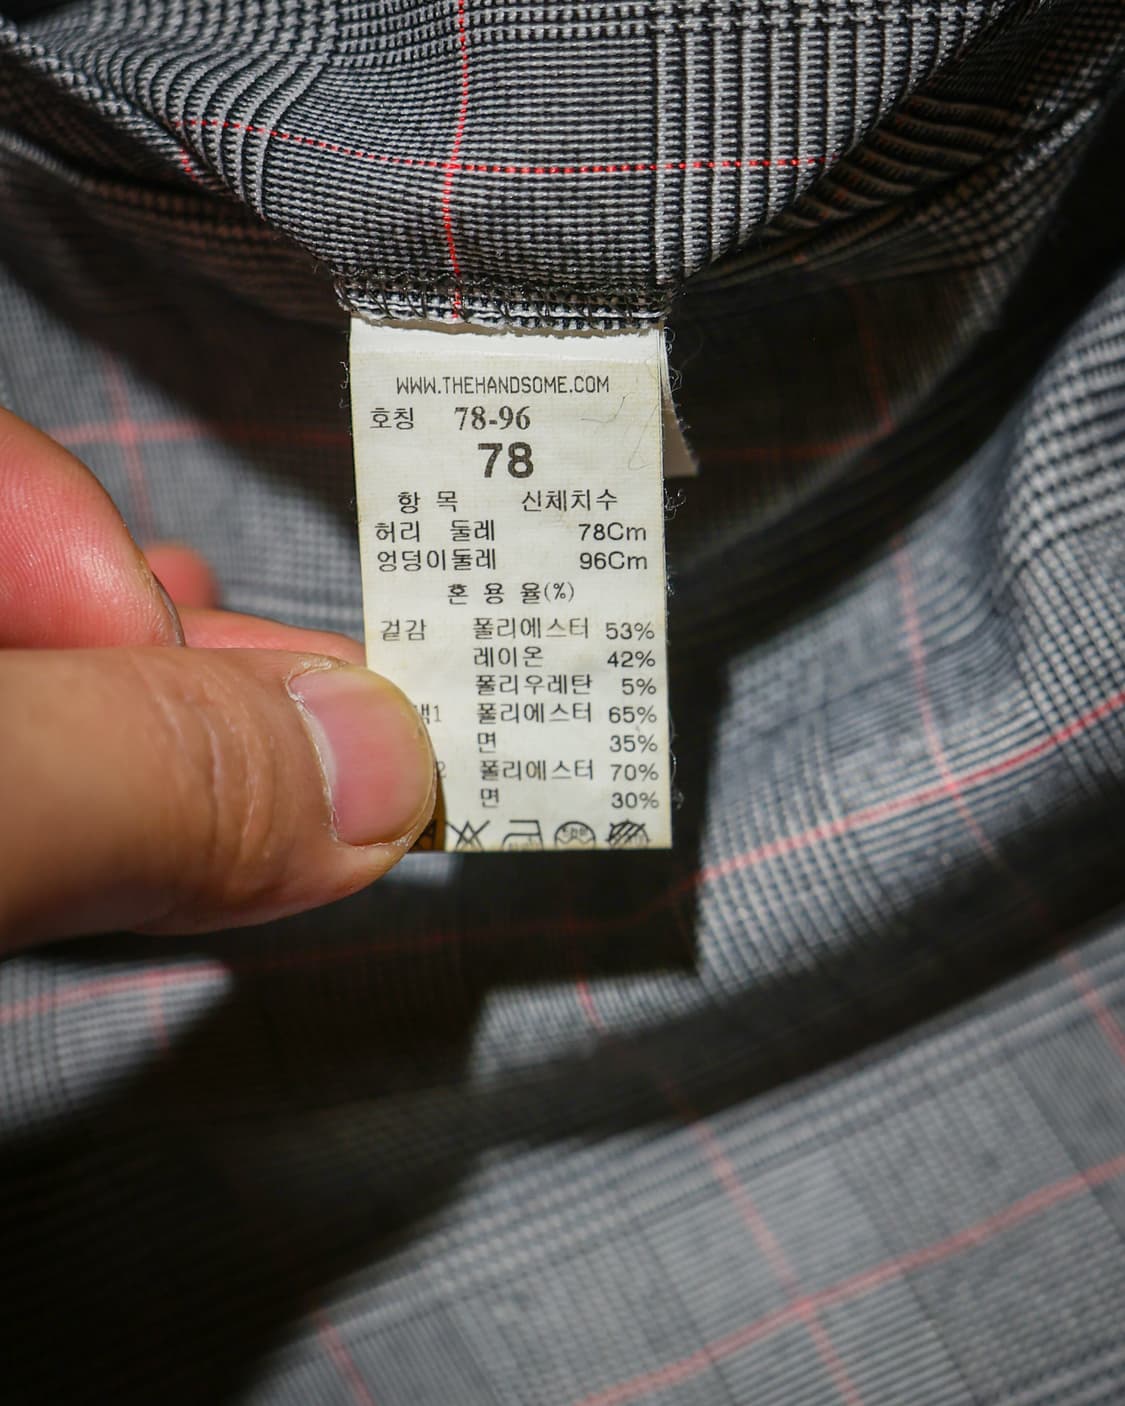 WWW.THEHANDSOME.COM
호칭 78-96
78
항 목 신체치수
허리 둘레 78Cm
엉덩이둘레 96Cm
혼 용 율(%)
겉감 폴리에스터 53%
레이온 42%
폴리우레탄 5%
폴리에스터 65%
면 35%
폴리에스터 70%
면 30%